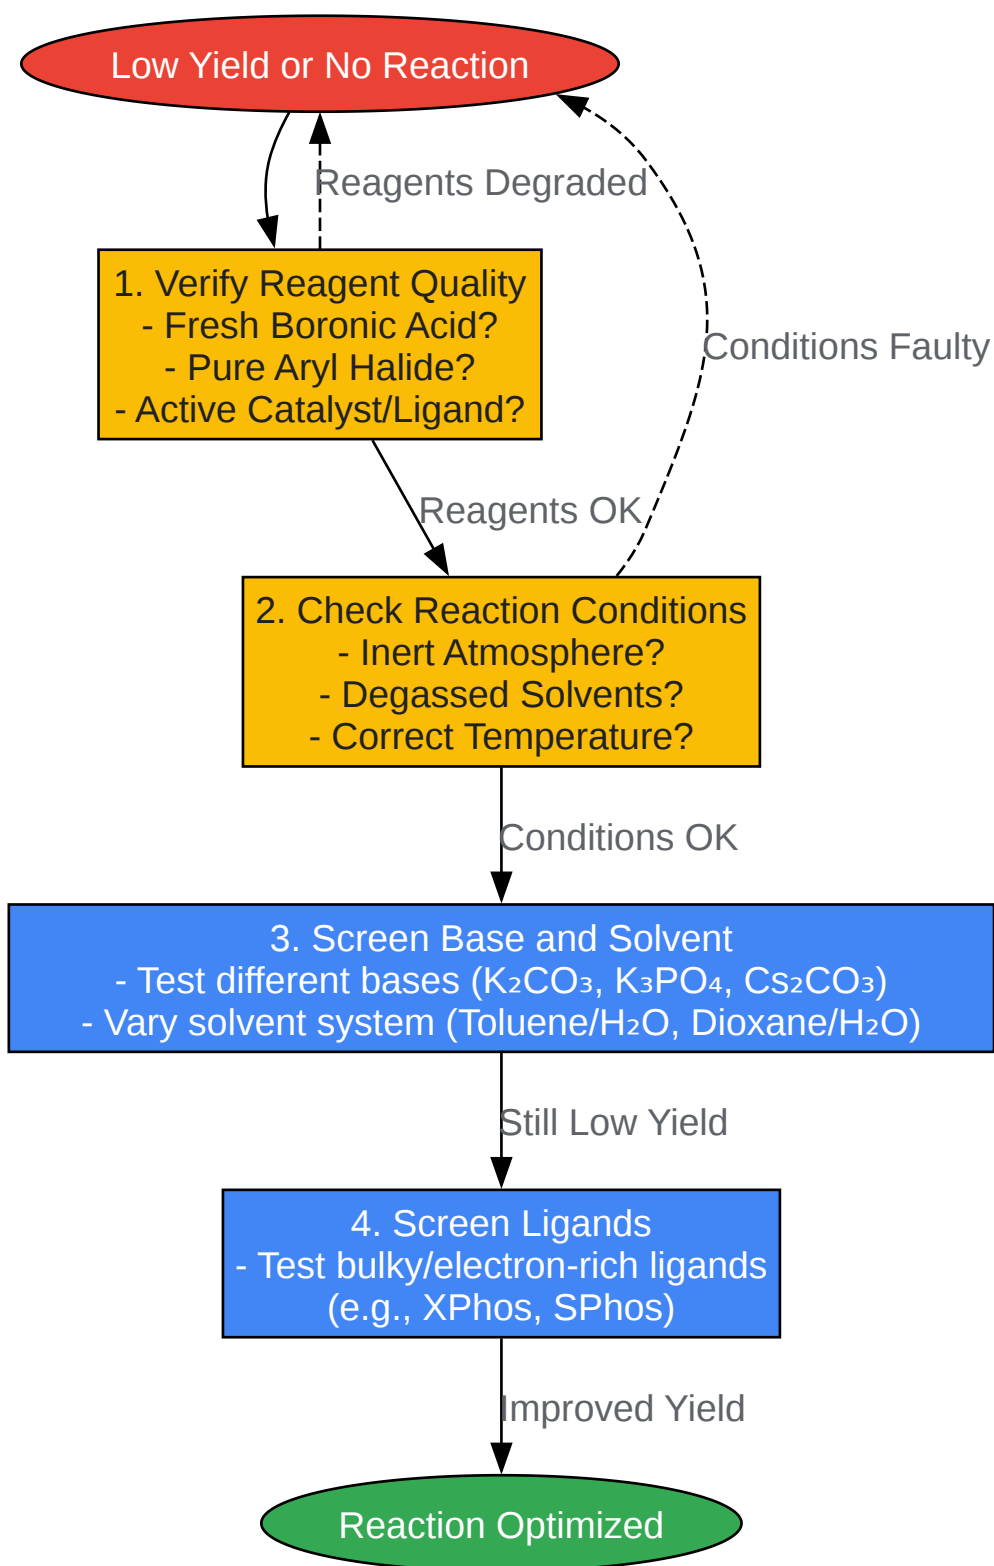 Low Yield or No Reaction
Reagents Degraded
1. Verify Reagent Quality
- Fresh Boronic Acid?
- Pure Aryl Halide?
- Active Catalyst/Ligand?
Conditions Faulty
Reagents OK
2. Check Reaction Conditions
- Inert Atmosphere?
- Degassed Solvents?
- Correct Temperature?
Conditions OK
3. Screen Base and Solvent
- Test different bases (K₂CO₃, K₃PO₄, Cs₂CO₃)
- Vary solvent system (Toluene/H₂O, Dioxane/H₂O)
Still Low Yield
4. Screen Ligands
- Test bulky/electron-rich ligands
(e.g., XPhos, SPhos)
Improved Yield
Reaction Optimized